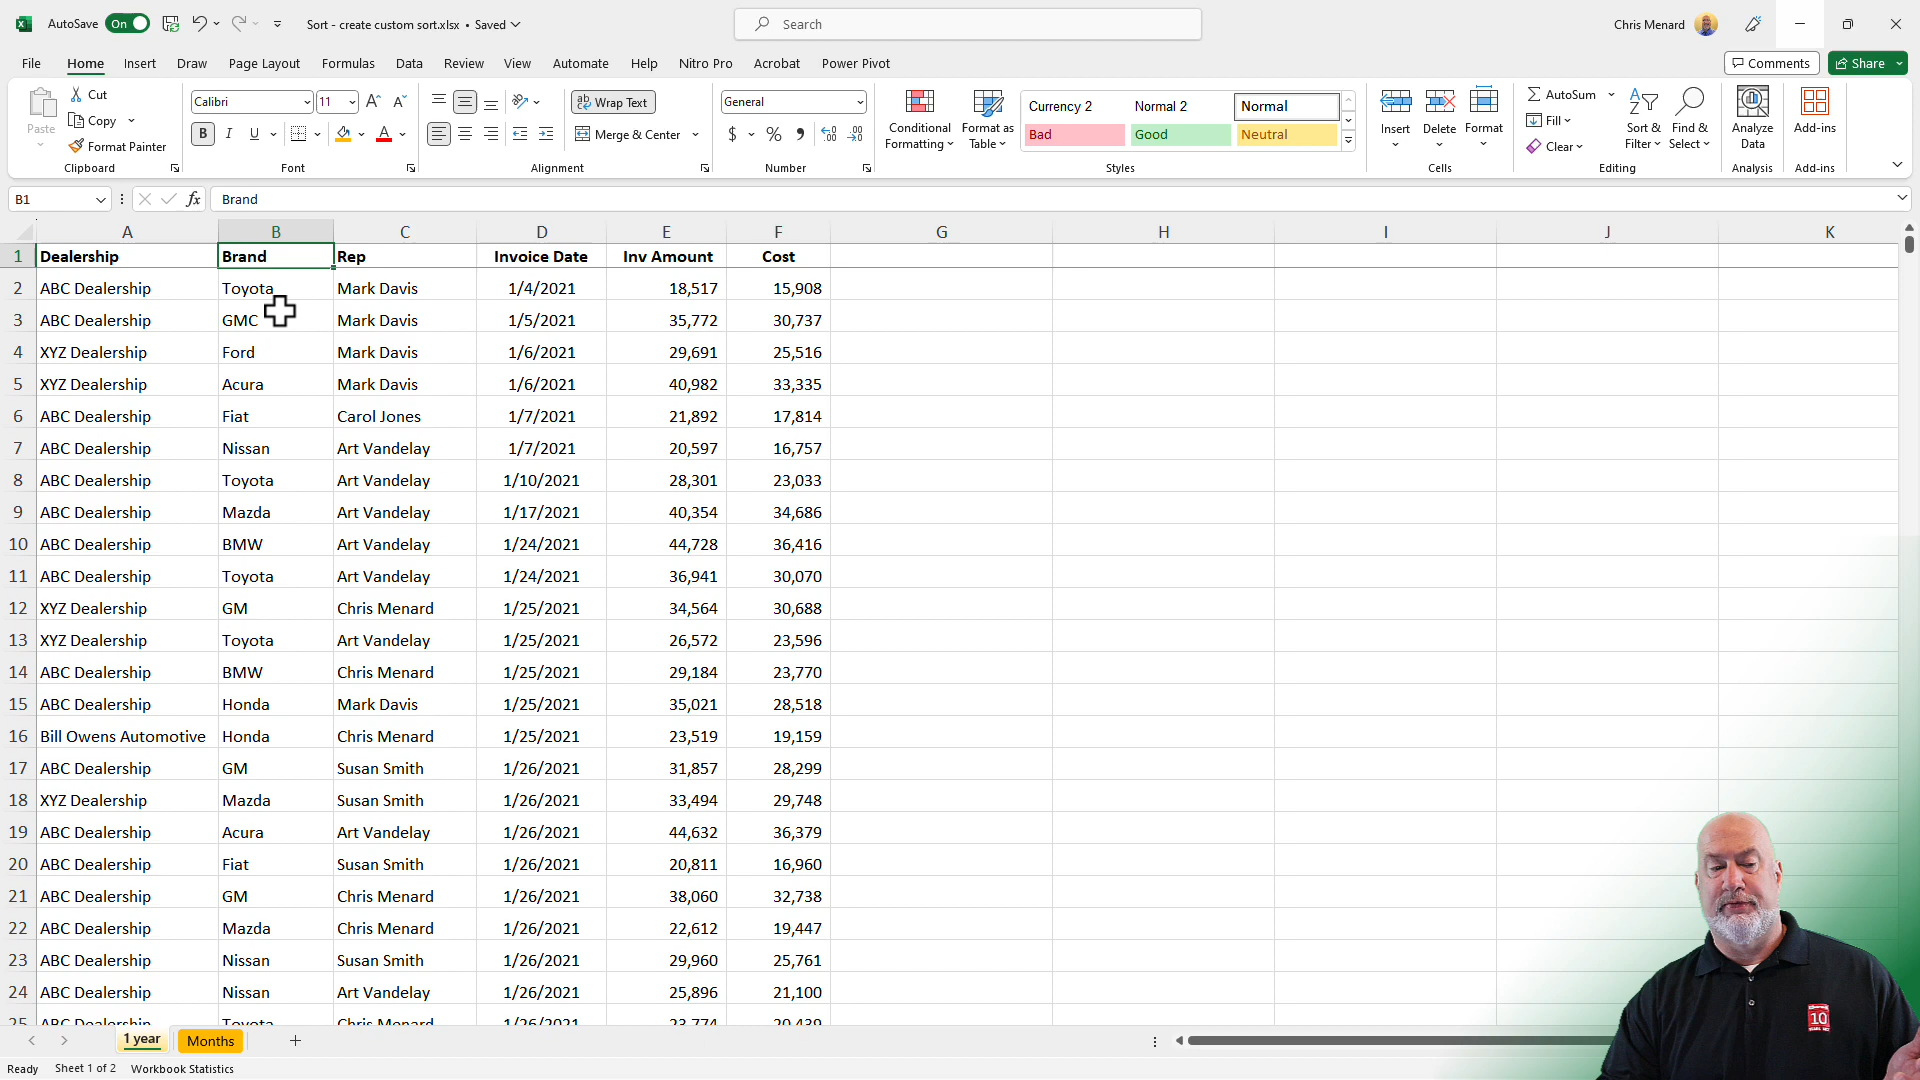 AutoSave On Sort - create custom sort.xlsx • Saved Search Chris Menard
File Home Insert Draw Page Layout Formulas Data Review View Automate Help Nitro Pro Acrobat Power Pivot Comments Share
Paste Cut Copy Format Painter Clipboard
Calibri 11 B I U A Font
ab Wrap Text Merge & Center Alignment
General $ % , Number
Conditional Formatting Format as Table
Currency 2 Normal 2 Normal
Bad Good Neutral
Styles
Insert Delete Format Cells
AutoSum Fill Clear Sort & Filter Find & Select Editing
Analyze Data Analysis
Add-ins Add-ins
B1 fx Brand
A B C D E F G H I J K
1 Dealership Brand Rep Invoice Date Inv Amount Cost
2 ABC Dealership Toyota Mark Davis 1/4/2021 18,517 15,908
3 ABC Dealership GMC Mark Davis 1/5/2021 35,772 30,737
4 XYZ Dealership Ford Mark Davis 1/6/2021 29,691 25,516
5 XYZ Dealership Acura Mark Davis 1/6/2021 40,982 33,335
6 ABC Dealership Fiat Carol Jones 1/7/2021 21,892 17,814
7 ABC Dealership Nissan Art Vandelay 1/7/2021 20,597 16,757
8 ABC Dealership Toyota Art Vandelay 1/10/2021 28,301 23,033
9 ABC Dealership Mazda Art Vandelay 1/17/2021 40,354 34,686
10 ABC Dealership BMW Art Vandelay 1/24/2021 44,728 36,416
11 ABC Dealership Toyota Art Vandelay 1/24/2021 36,941 30,070
12 XYZ Dealership GM Chris Menard 1/25/2021 34,564 30,688
13 XYZ Dealership Toyota Art Vandelay 1/25/2021 26,572 23,596
14 ABC Dealership BMW Chris Menard 1/25/2021 29,184 23,770
15 ABC Dealership Honda Mark Davis 1/25/2021 35,021 28,518
16 Bill Owens Automotive Honda Chris Menard 1/25/2021 23,519 19,159
17 ABC Dealership GM Susan Smith 1/26/2021 31,857 28,299
18 XYZ Dealership Mazda Susan Smith 1/26/2021 33,494 29,748
19 ABC Dealership Acura Art Vandelay 1/26/2021 44,632 36,379
20 ABC Dealership Fiat Susan Smith 1/26/2021 20,811 16,960
21 ABC Dealership GM Chris Menard 1/26/2021 38,060 32,738
22 ABC Dealership Mazda Chris Menard 1/26/2021 22,612 19,447
23 ABC Dealership Nissan Susan Smith 1/26/2021 29,960 25,761
24 ABC Dealership Nissan Art Vandelay 1/26/2021 25,896 21,100
25 ABC Dealership Toyota Chris Menard 1/26/2021 23,774 20,439
1 year Months
Ready Sheet 1 of 2 Workbook Statistics
10